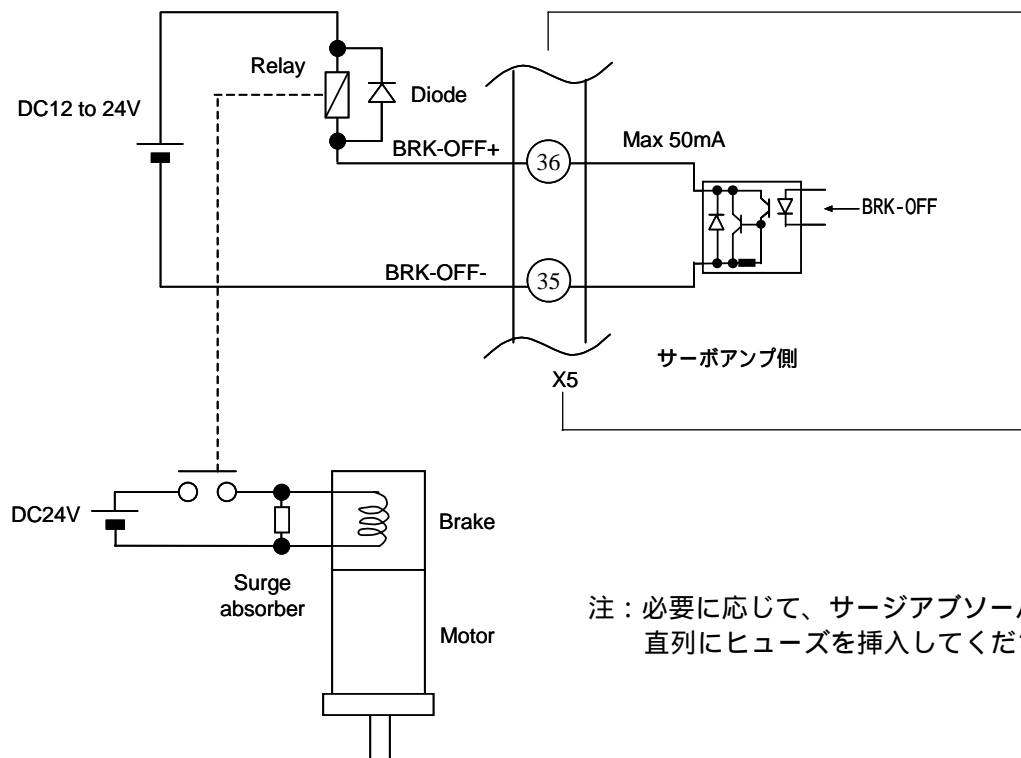 Relay
Diode
DC12 to 24V
BRK-OFF+
36
Max 50mA
BRK-OFF
BRK-OFF-
35
サーボアンプ側
X5
DC24V
Brake
Surge
absorber
Motor
注：必要に応じて、サージアブソー
直列にヒューズを挿入してくだ